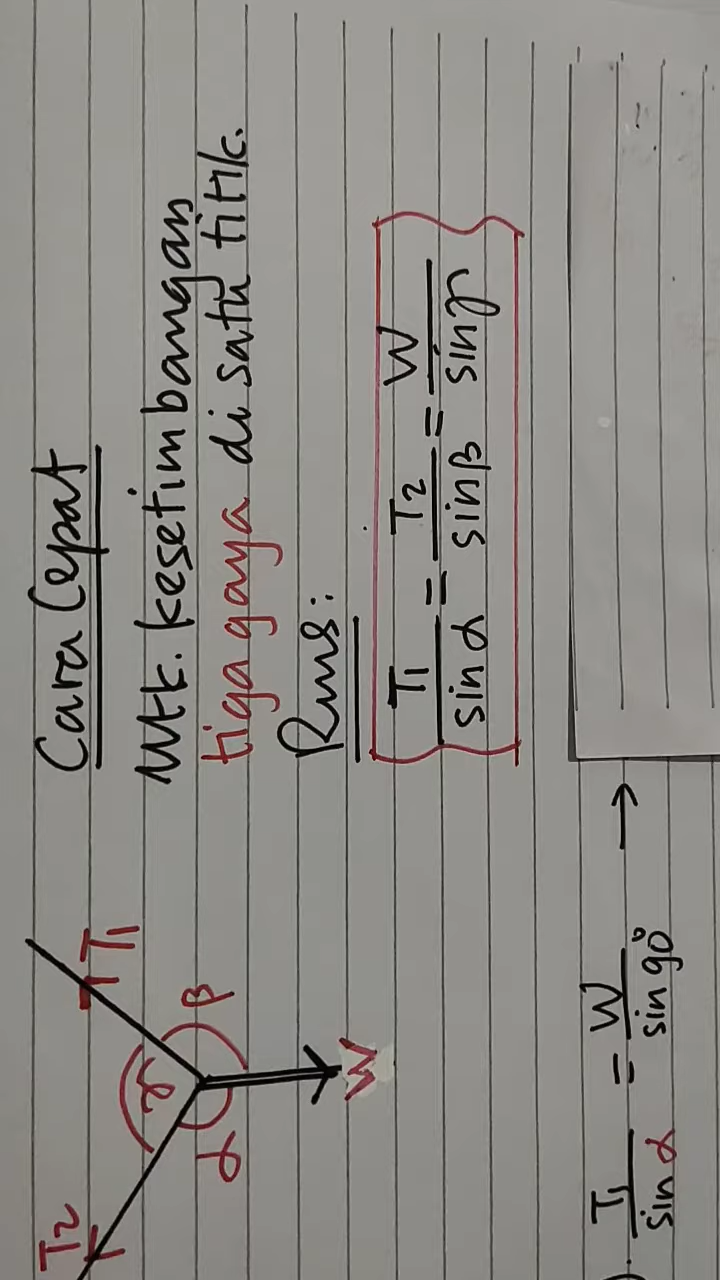 Cara Cepat
Utk. kesetimbangan
tiga gaya di satu titik.
Rms:
T1/sin α = T2/sin β = W/sin γ
T2
T1
γ
β
α
W
T1/sin α = W/sin 90° →